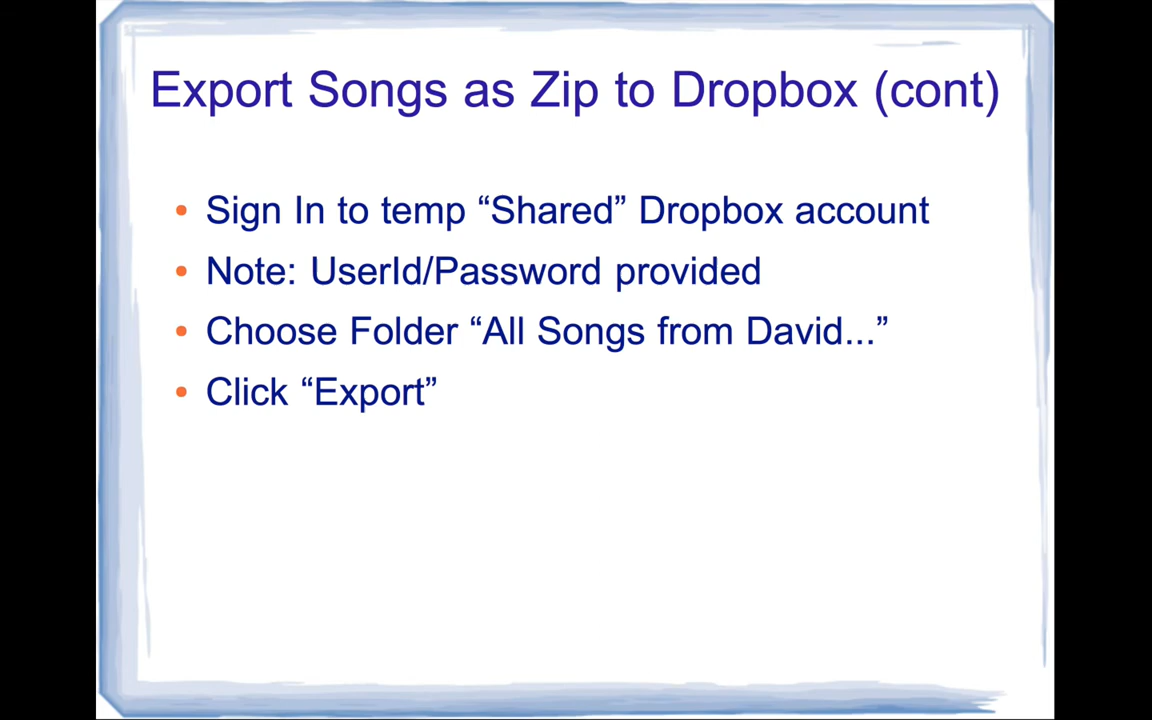 Export Songs as Zip to Dropbox (cont)
• Sign In to temp “Shared” Dropbox account
• Note: UserId/Password provided
• Choose Folder “All Songs from David...”
• Click “Export”